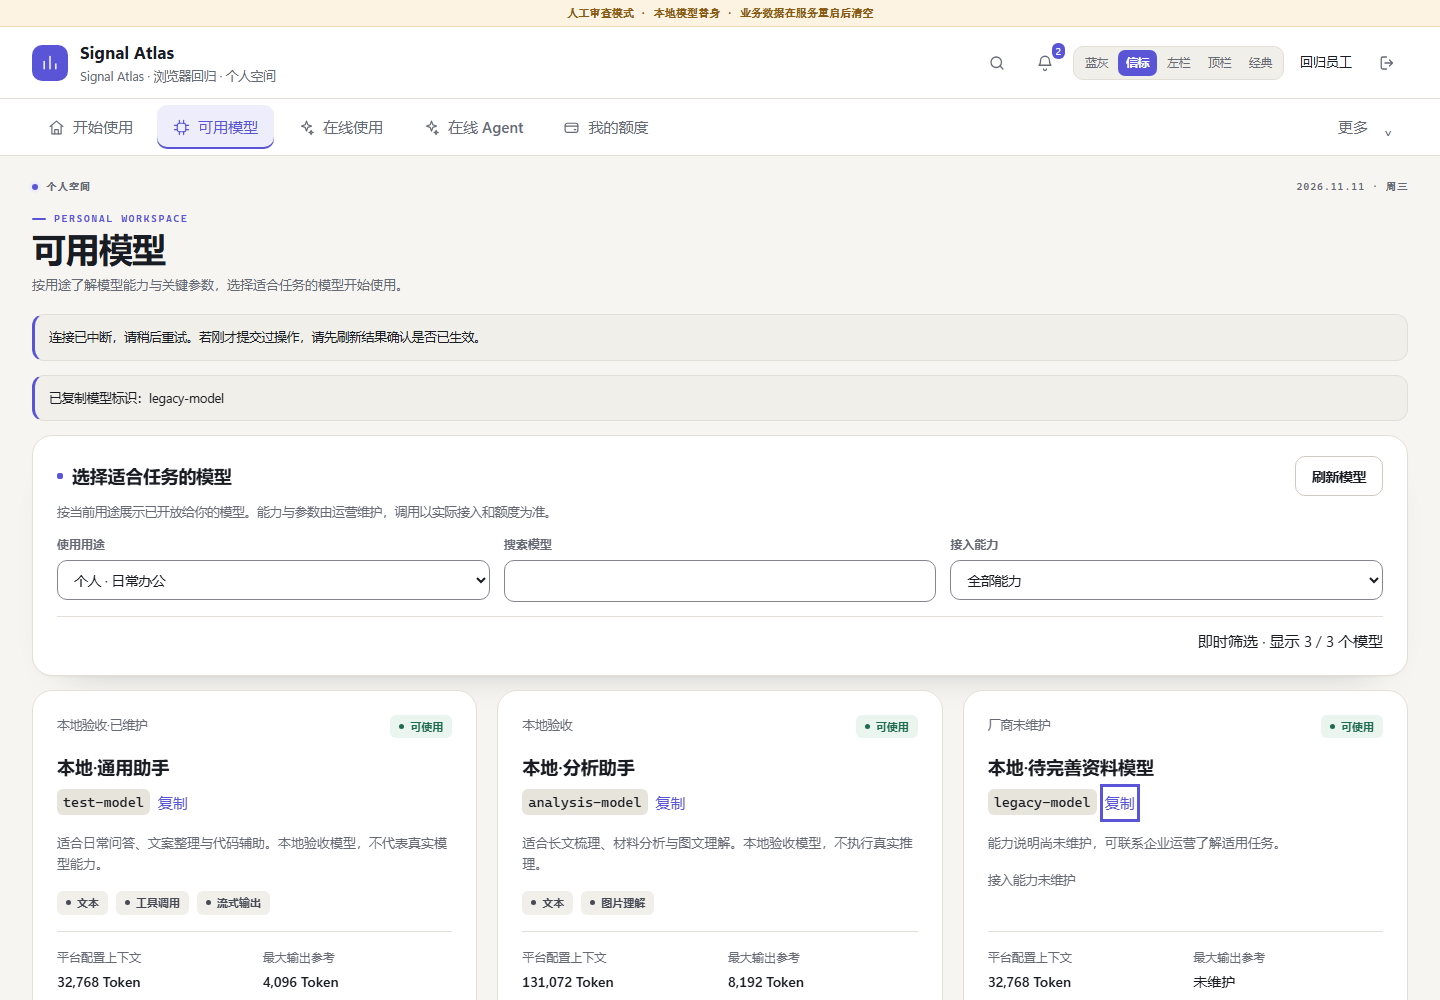 人工审查模式 · 本地模型替身 · 业务数据在服务重启后清空
Signal Atlas
Signal Atlas · 浏览器回归 · 个人空间
2
蓝灰 信标 左栏 顶栏 经典
回归员工
开始使用
可用模型
在线使用
在线 Agent
我的额度
更多
个人空间
2026.11.11 · 周三
PERSONAL WORKSPACE
可用模型
按用途了解模型能力与关键参数，选择适合任务的模型开始使用。
连接已中断，请稍后重试。若刚才提交过操作，请先刷新结果确认是否已生效。
已复制模型标识：legacy-model
选择适合任务的模型
刷新模型
按当前用途展示已开放给你的模型。能力与参数由运营维护，调用以实际接入和额度为准。
使用用途
搜索模型
接入能力
个人 · 日常办公
全部能力
即时筛选 · 显示 3 / 3 个模型
本地验收·已维护
可使用
本地·通用助手
test-model 复制
适合日常问答、文案整理与代码辅助。本地验收模型，不代表真实模
型能力。
文本 工具调用 流式输出
平台配置上下文 最大输出参考
32,768 Token 4,096 Token
本地验收
可使用
本地·分析助手
analysis-model 复制
适合长文梳理、材料分析与图文理解。本地验收模型，不执行真实推
理。
文本 图片理解
平台配置上下文 最大输出参考
131,072 Token 8,192 Token
厂商未维护
可使用
本地·待完善资料模型
legacy-model 复制
能力说明尚未维护，可联系企业运营了解适用任务。
接入能力未维护
平台配置上下文 最大输出参考
32,768 Token 未维护